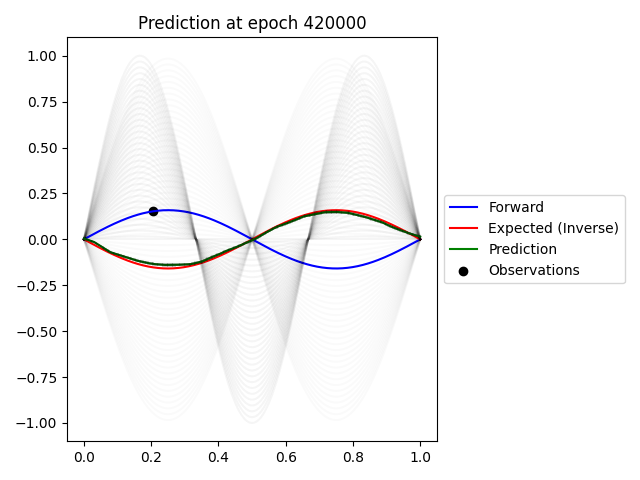 Prediction at epoch 420000
1.00
0.75
0.50
0.25
0.00
−0.25
−0.50
−0.75
−1.00
0.0 0.2 0.4 0.6 0.8 1.0
Forward
Expected (Inverse)
Prediction
Observations